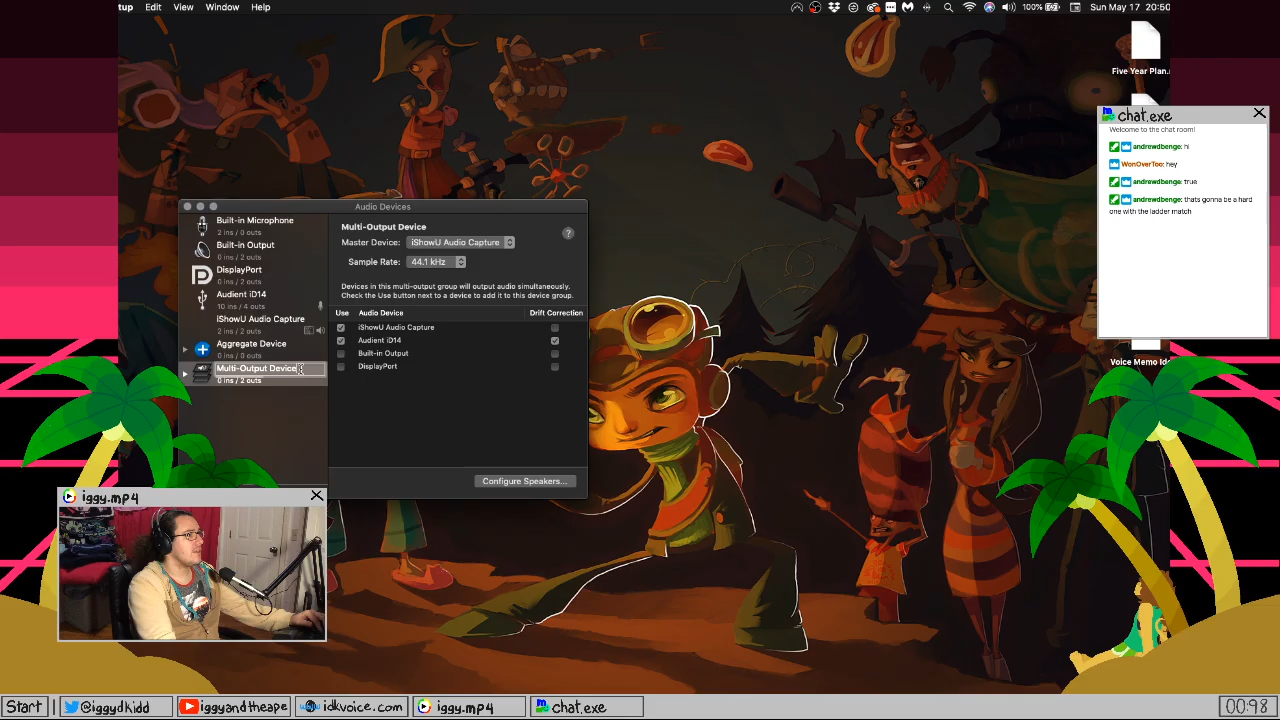 tup Edit View Window Help
100% Sun May 17 20:50
Five Year Plan.r
chat.exe
Welcome to the chat room!
andrewdbenge: hi
WonOverToo: hey
andrewdbenge: true
andrewdbenge: thats gonna be a hard
one with the ladder match
Voice Memo Ide
Audio Devices
Built-in Microphone
2 ins / 0 outs
Built-in Output
0 ins / 2 outs
DisplayPort
0 ins / 2 outs
Audient iD14
10 ins / 4 outs
iShowU Audio Capture
2 ins / 2 outs
Aggregate Device
0 ins / 0 outs
Multi-Output Device
0 ins / 2 outs
Multi-Output Device
?
Master Device: iShowU Audio Capture
Sample Rate: 44.1 kHz
Devices in this multi-output group will output audio simultaneously.
Check the Use button next to a device to add it to this device group.
Use Audio Device Drift Correction
iShowU Audio Capture
Audient iD14
Built-in Output
DisplayPort
Configure Speakers...
iggy.mp4
Start | @iggydkidd iggyandtheape idkvoice.com iggy.mp4 chat.exe 00:98